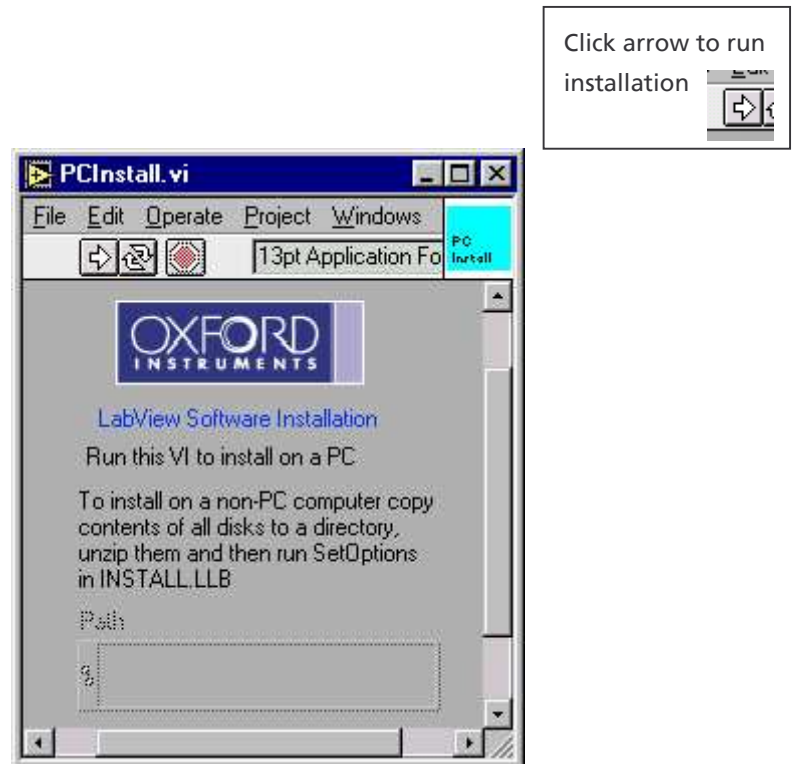 Click arrow to run
installation
PCInstall.vi
File Edit Operate Project Windows
13pt Application Fo
PC
Install
OXFORD
INSTRUMENTS
LabView Software Installation
Run this VI to install on a PC
To install on a non-PC computer copy
contents of all disks to a directory,
unzip them and then run SetOptions
in INSTALL.LLB
Path